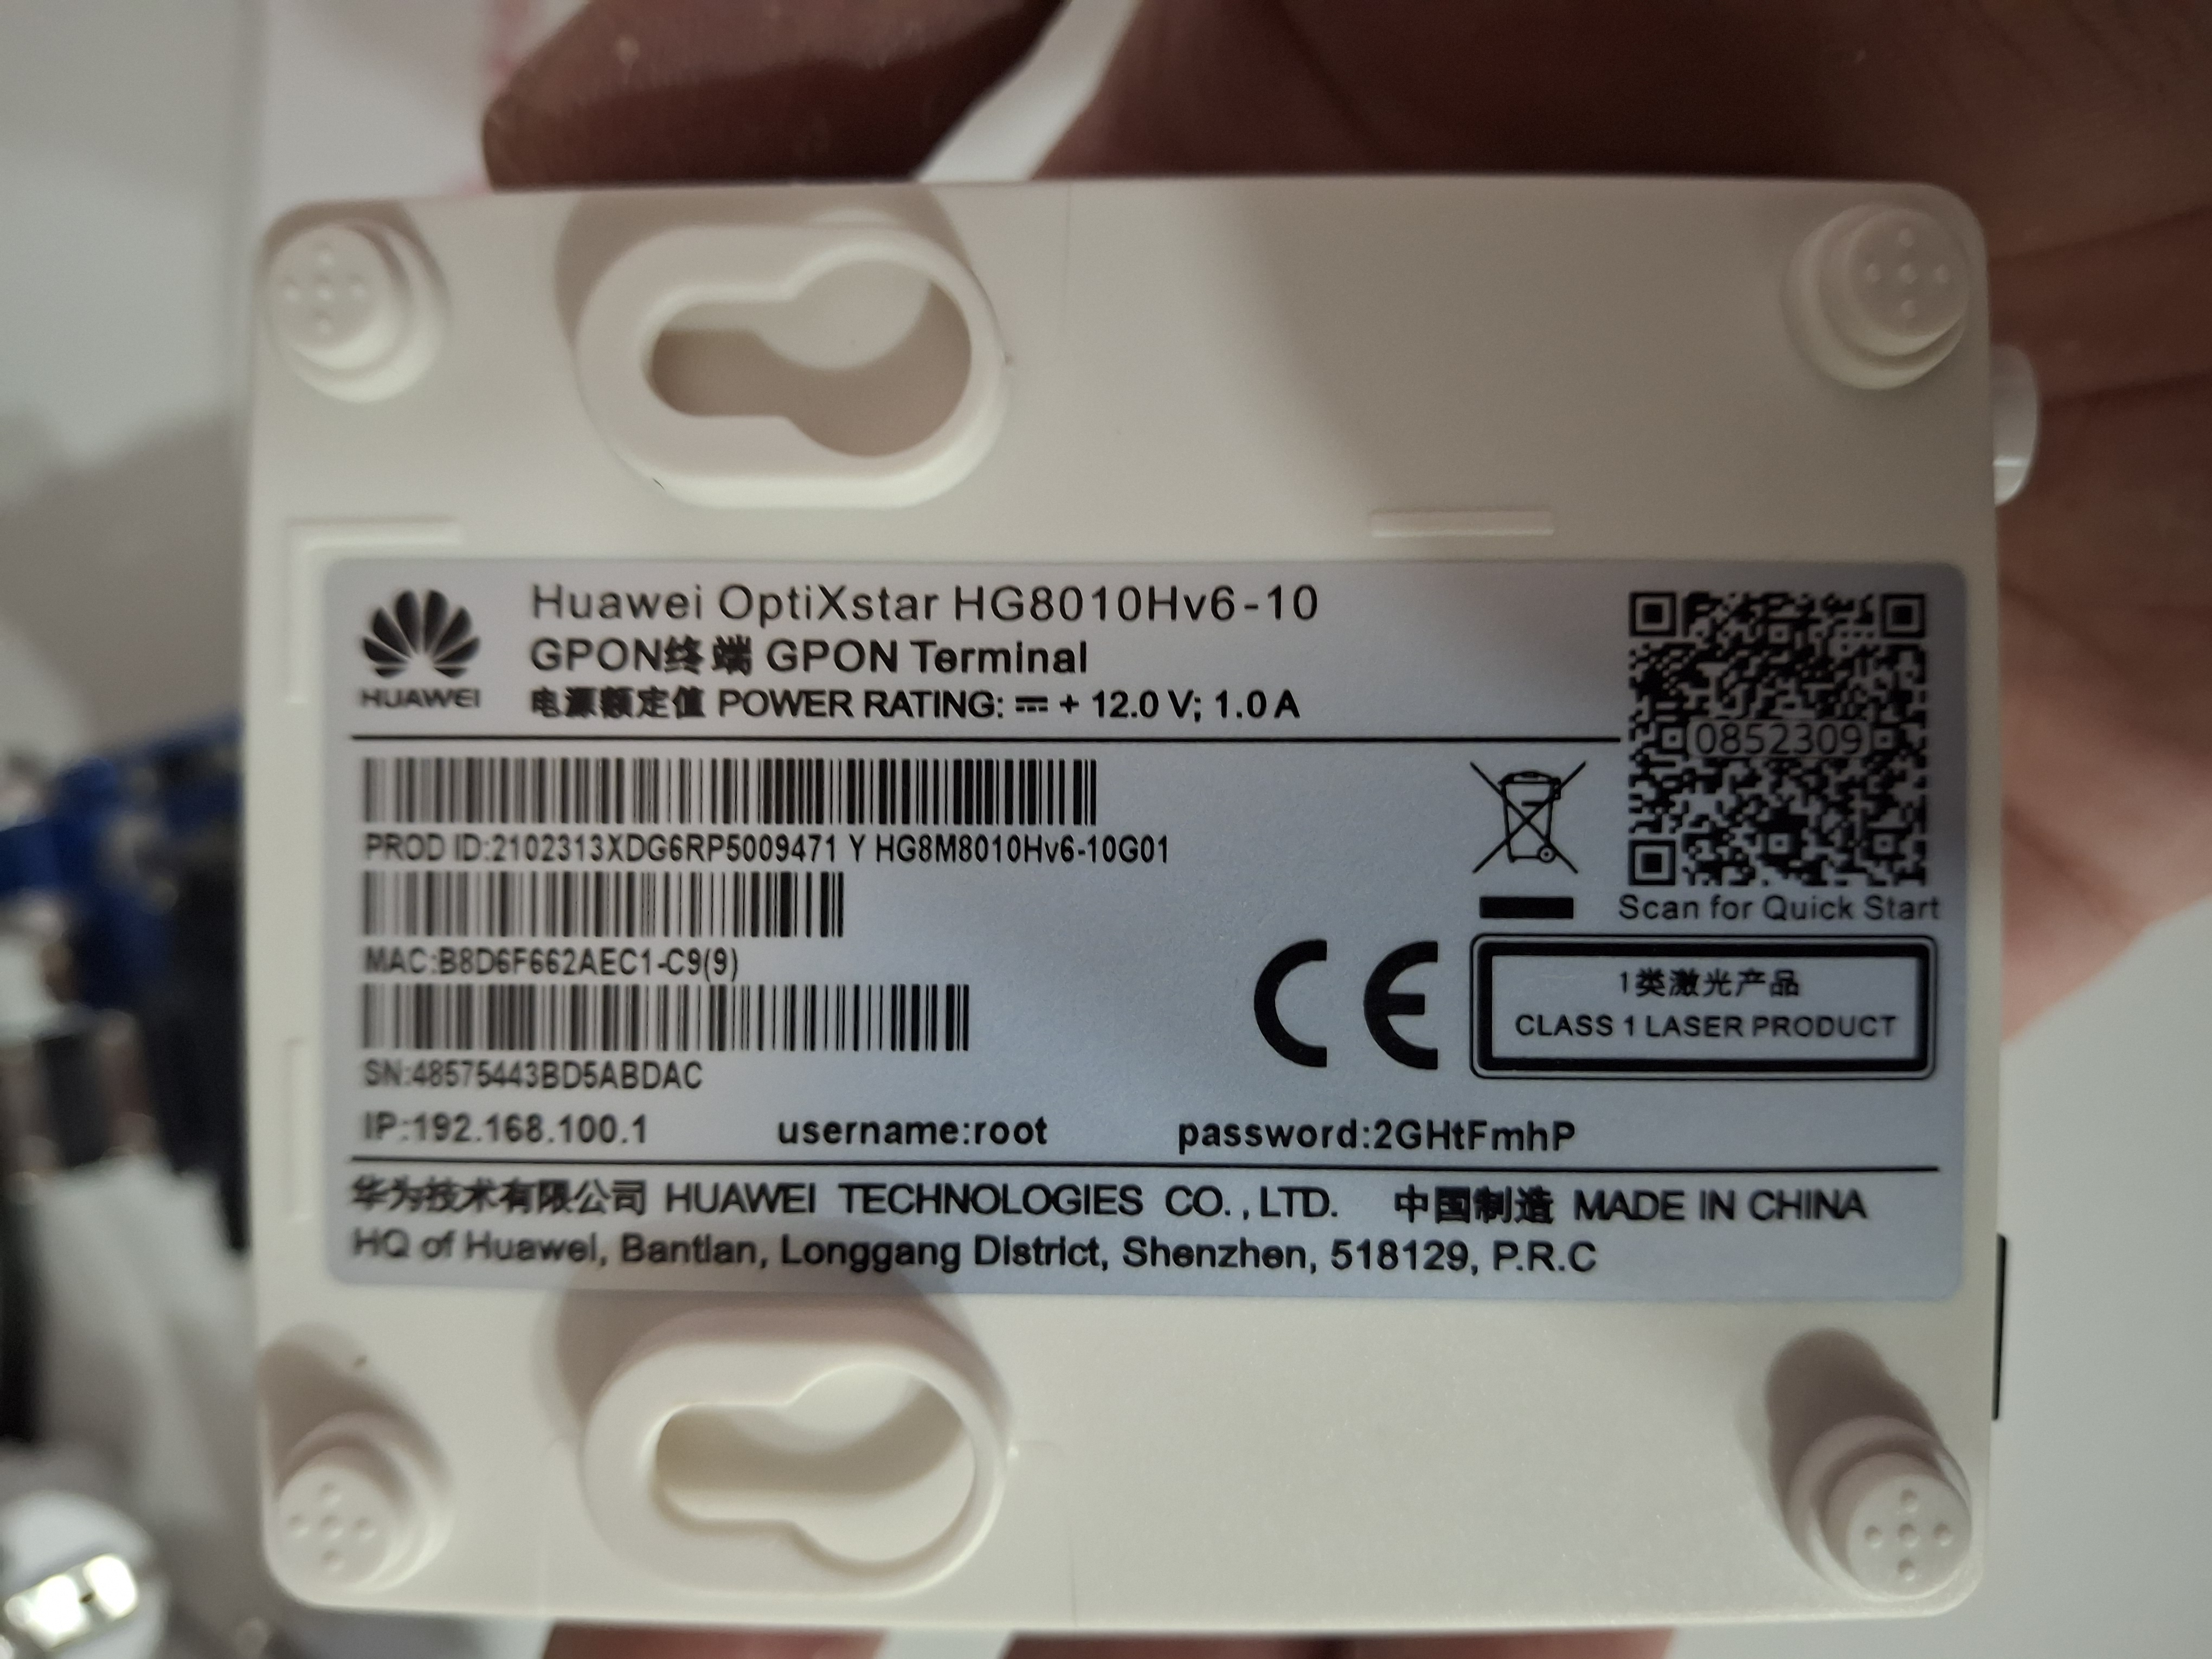 Huawei OptiXstar HG8010Hv6-10
GPON终端 GPON Terminal
HUAWEI
电源额定值 POWER RATING: ⎓ + 12.0 V; 1.0 A
0852309
PROD ID:2102313XDG6RP5009471 Y HG8M8010Hv6-10G01
Scan for Quick Start
MAC:B8D6F662AEC1-C9(9)
CE
1类激光产品
CLASS 1 LASER PRODUCT
SN:48575443BD5ABDAC
IP:192.168.100.1 username:root password:2GHtFmhP
华为技术有限公司 HUAWEI TECHNOLOGIES CO.,LTD. 中国制造 MADE IN CHINA
HQ of Huawei, Bantian, Longgang District, Shenzhen, 518129, P.R.C